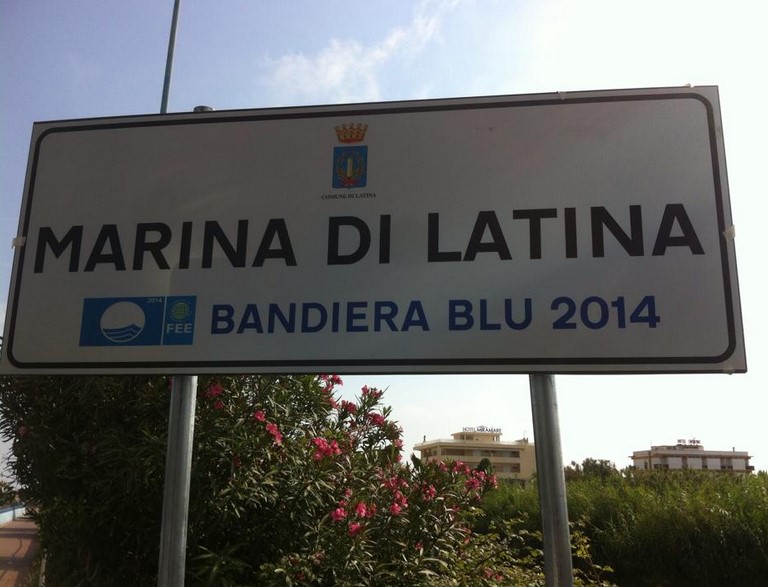 COMUNE DI LATINA
MARINA DI LATINA
2014
FEE
BANDIERA BLU 2014
HOTEL MIRAMARE